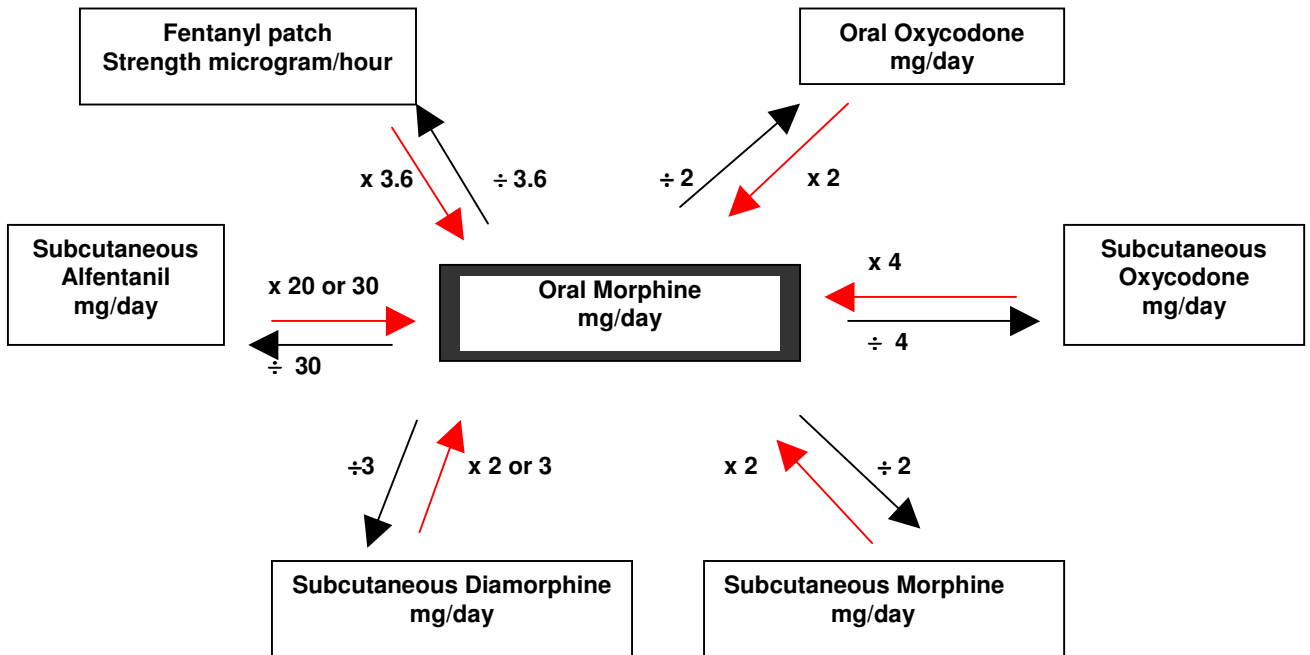 Fentanyl patch
Strength microgram/hour
Oral Oxycodone
mg/day
x 3.6
÷ 3.6
÷ 2
x 2
Subcutaneous
Alfentanil
mg/day
x 20 or 30
÷ 30
Oral Morphine
mg/day
x 4
÷ 4
Subcutaneous
Oxycodone
mg/day
÷3
x 2 or 3
x 2
÷ 2
Subcutaneous Diamorphine
mg/day
Subcutaneous Morphine
mg/day